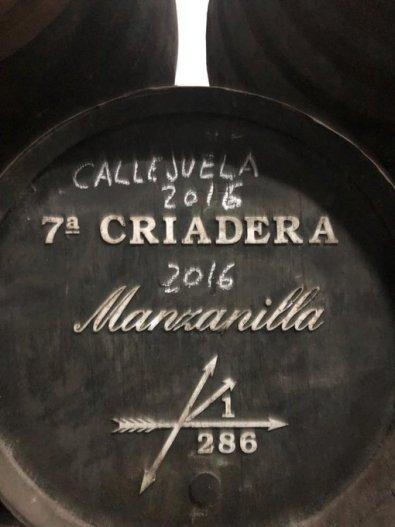 CALLEJUELA
2016
7ª CRIADERA
2016
Manzanilla
1
286